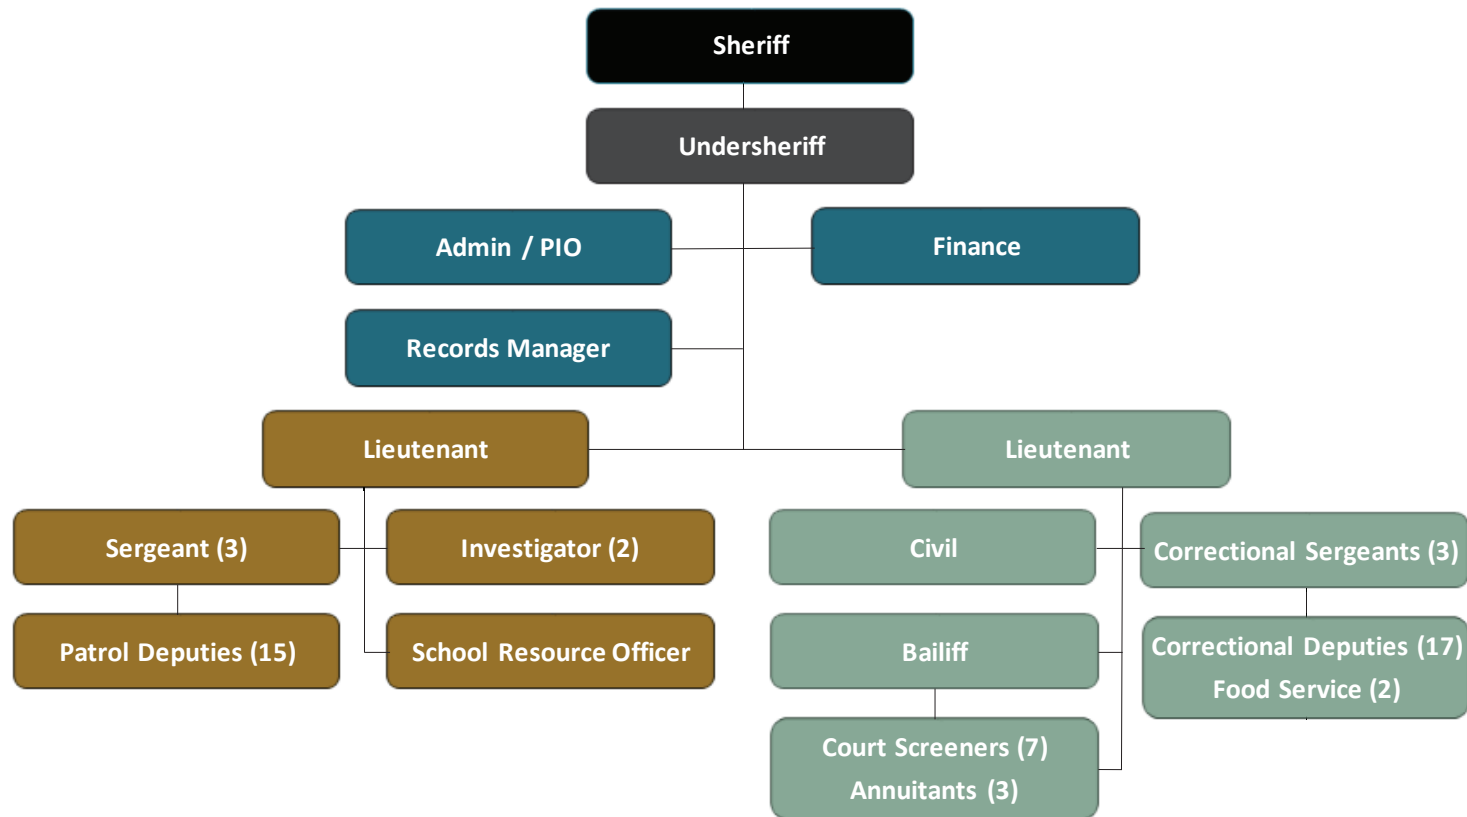 Sheriff
Undersheriff
Admin / PIO
Finance
Records Manager
Lieutenant
Lieutenant
Sergeant (3)
Investigator (2)
Civil
Correctional Sergeants (3)
Patrol Deputies (15)
School Resource Officer
Bailiff
Correctional Deputies (17)
Food Service (2)
Court Screeners (7)
Annuitants (3)